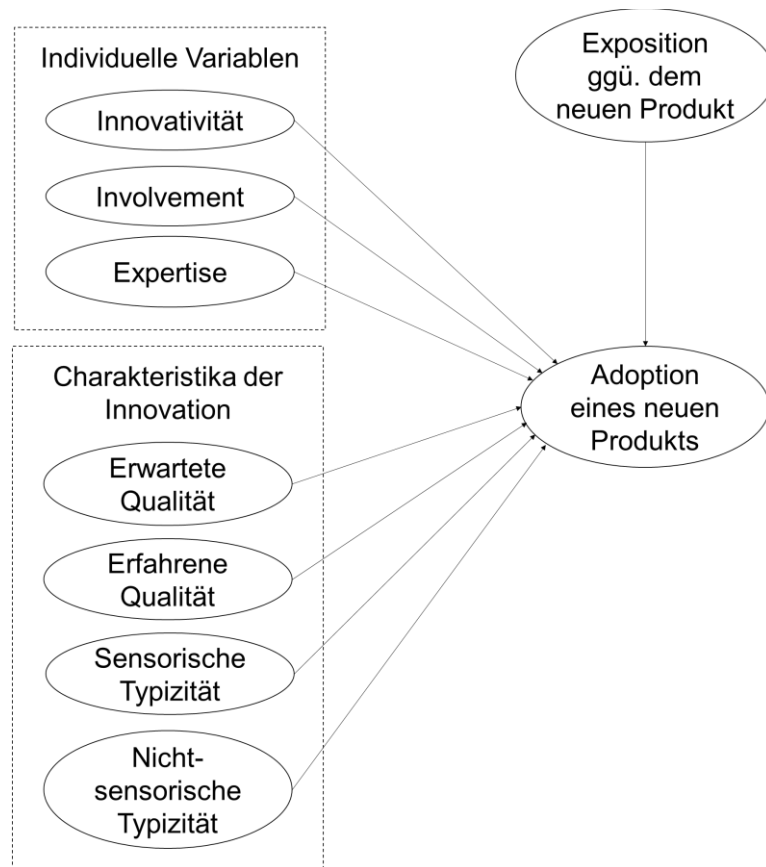 Individuelle Variablen
Innovativität
Involvement
Expertise
Charakteristika der
Innovation
Erwartete
Qualität
Erfahrene
Qualität
Sensorische
Typizität
Nicht-
sensorische
Typizität
Exposition
ggü. dem
neuen Produkt
Adoption
eines neuen
Produkts